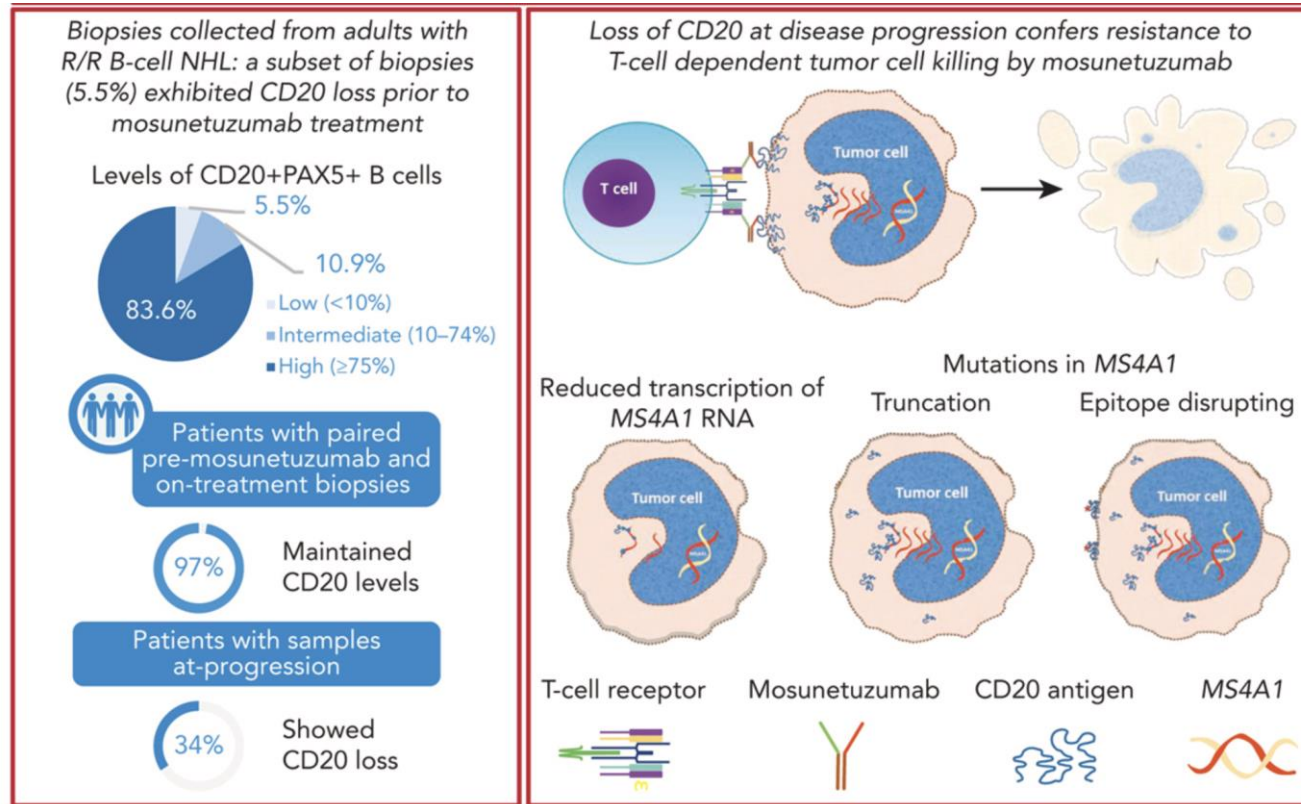 Biopsies collected from adults with
R/R B-cell NHL: a subset of biopsies
(5.5%) exhibited CD20 loss prior to
mosunetuzumab treatment
Levels of CD20+PAX5+ B cells
5.5%
10.9%
83.6%
Low (<10%)
Intermediate (10–74%)
High (≥75%)
Patients with paired
pre-mosunetuzumab and
on-treatment biopsies
97%
Maintained
CD20 levels
Patients with samples
at-progression
34%
Showed
CD20 loss
Loss of CD20 at disease progression confers resistance to
T-cell dependent tumor cell killing by mosunetuzumab
T cell
Tumor cell
Mutations in MS4A1
Reduced transcription of
MS4A1 RNA
Truncation
Epitope disrupting
Tumor cell
Tumor cell
Tumor cell
T-cell receptor
Mosunetuzumab
CD20 antigen
MS4A1